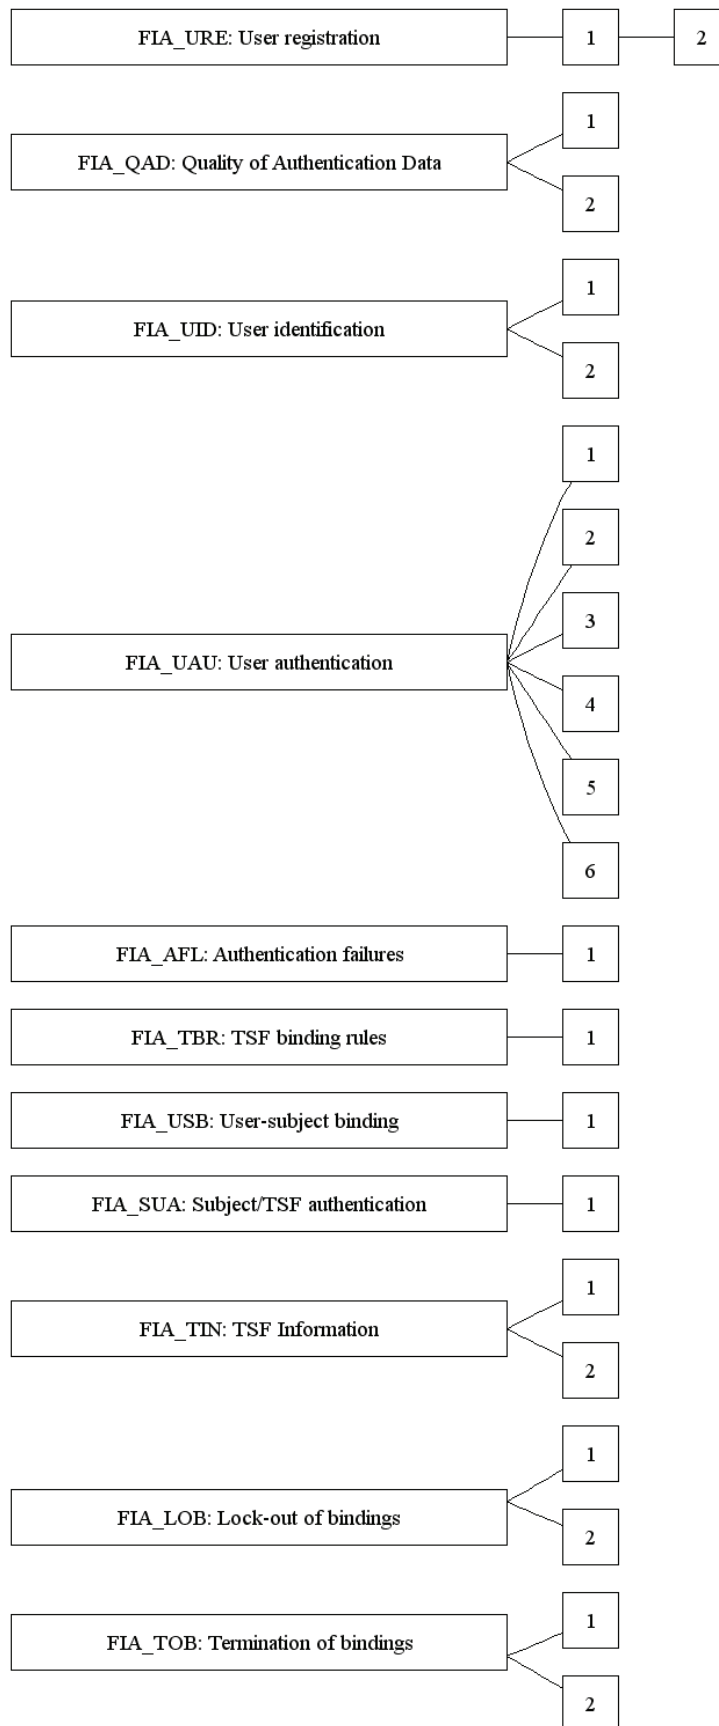 FIA_URE: User registration 1 2
1
FIA_QAD: Quality of Authentication Data
2
1
FIA_UID: User identification
2
1
2
3
FIA_UAU: User authentication
4
5
6
FIA_AFL: Authentication failures 1
FIA_TBR: TSF binding rules 1
FIA_USB: User-subject binding 1
FIA_SUA: Subject/TSF authentication 1
1
FIA_TIN: TSF Information
2
1
FIA_LOB: Lock-out of bindings
2
1
FIA_TOB: Termination of bindings
2